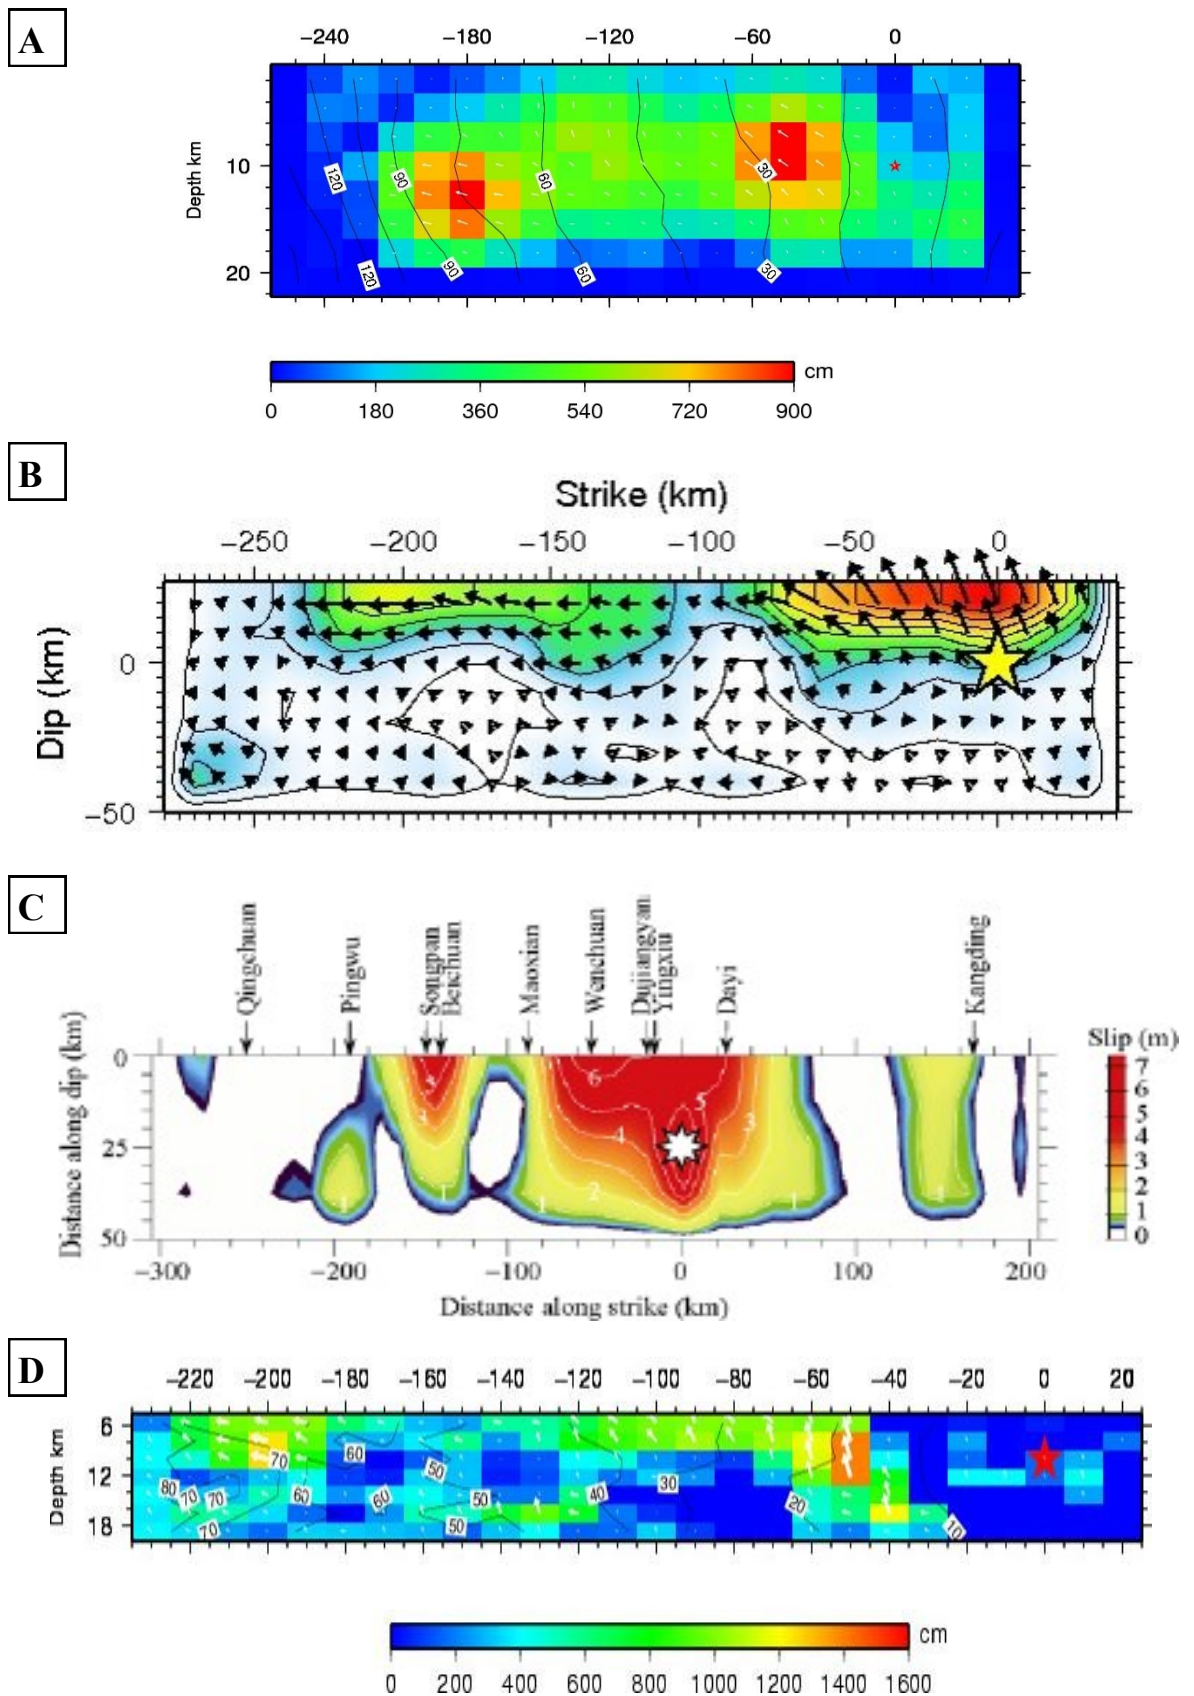 A
−240 −180 −120 −60 0
Depth km
10
20
120 90 60 30
120 90 60 30
cm
0 180 360 540 720 900
B
Strike (km)
−250 −200 −150 −100 −50 0
Dip (km)
0
−50
C
Qingchuan
Pingwu
Songpan
Beichuan
Maoxian
Wenchuan
Dujiangyan
Yingxiu
Dayi
Kangding
Distance along dip (km)
0
25
50
6 5
4 3
2
1 1
Slip (m)
7
6
5
4
3
2
1
0
−300 −200 −100 0 100 200
Distance along strike (km)
D
−220 −200 −180 −160 −140 −120 −100 −80 −60 −40 −20 0 20
Depth km
6
12
18
70 60 50
80 70 70 60 60 50 40 30 20
70 50 10
cm
0 200 400 600 800 1000 1200 1400 1600